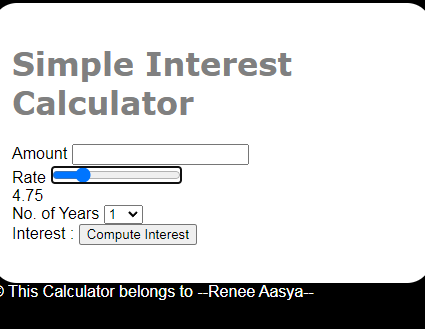 Simple Interest
Calculator
Amount
Rate
4.75
No. of Years 1
Interest : Compute Interest
© This Calculator belongs to --Renee Aasya--